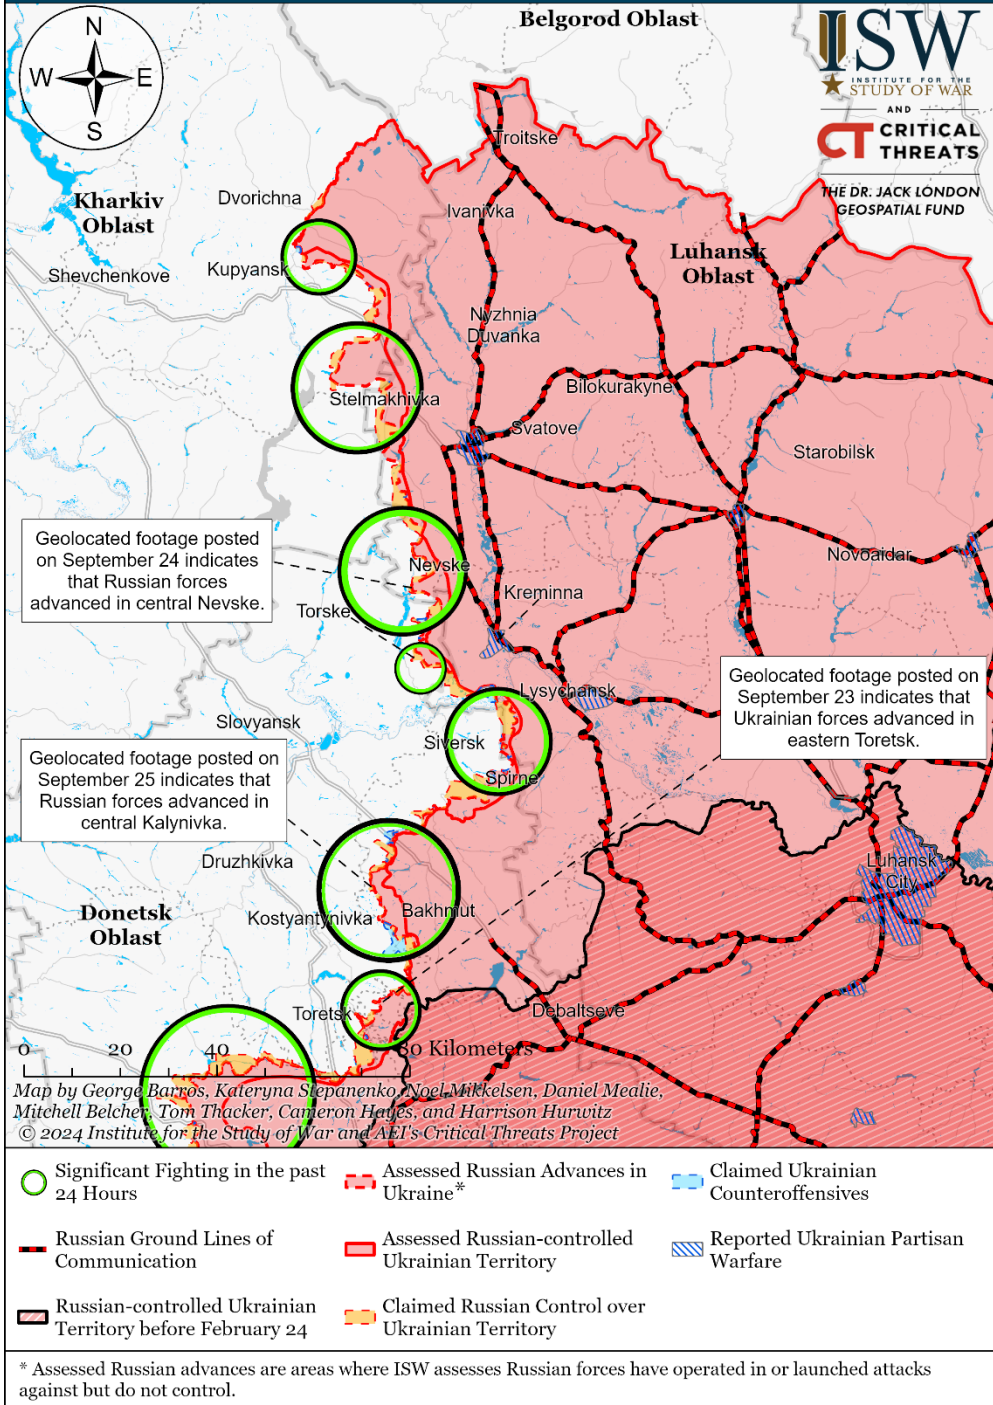 Belgorod Oblast
N
W
E
S
ISW
INSTITUTE FOR THE
STUDY OF WAR
AND
CT CRITICAL
THREATS
THE DR. JACK LONDON
GEOSPATIAL FUND
Troitske
Dvorichna
Kharkiv
Oblast
Ivanivka
Luhansk
Oblast
Kupyansk
Shevchenkove
Nyzhnia
Duvanka
Bilokurakyne
Stelmakhivka
Svatove
Starobilsk
Geolocated footage posted
on September 24 indicates
that Russian forces
advanced in central Nevske.
Novoaidar
Nevske
Kreminna
Torske
Lysychansk
Geolocated footage posted on
September 23 indicates that
Ukrainian forces advanced in
eastern Toretsk.
Slovyansk
Siversk
Geolocated footage posted on
September 25 indicates that
Russian forces advanced in
central Kalynivka.
Spirne
Druzhkivka
Luhansk
City
Donetsk
Oblast
Kostyantynivka
Bakhmut
Toretsk
Debaltseve
0 20 40 80 Kilometers
Map by George Barros, Kateryna Stepanenko, Noel Mikkelsen, Daniel Mealie,
Mitchell Belcher, Tom Thacker, Cameron Hayes, and Harrison Hurwitz
© 2024 Institute for the Study of War and AEI's Critical Threats Project
Significant Fighting in the past
24 Hours
Assessed Russian Advances in
Ukraine*
Claimed Ukrainian
Counteroffensives
Russian Ground Lines of
Communication
Assessed Russian-controlled
Ukrainian Territory
Reported Ukrainian Partisan
Warfare
Russian-controlled Ukrainian
Territory before February 24
Claimed Russian Control over
Ukrainian Territory
* Assessed Russian advances are areas where ISW assesses Russian forces have operated in or launched attacks
against but do not control.